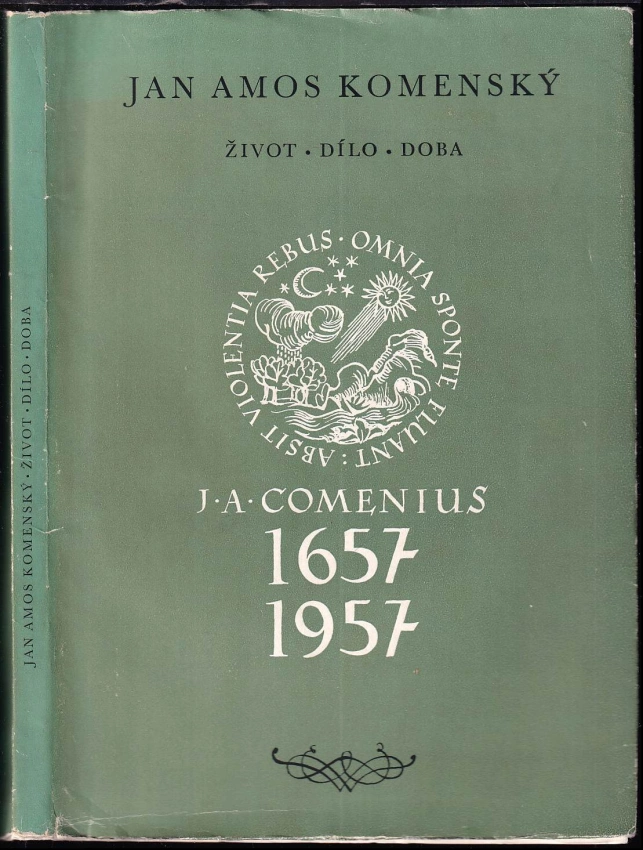 JAN AMOS KOMENSKÝ
ŽIVOT • DÍLO • DOBA
OMNIA SPONTE FLUANT: ABSIT VIOLENTIA REBUS ·
J·A·COMENIUS
1657
1957
JAN AMOS KOMENSKÝ • ŽIVOT • DÍLO • DOBA